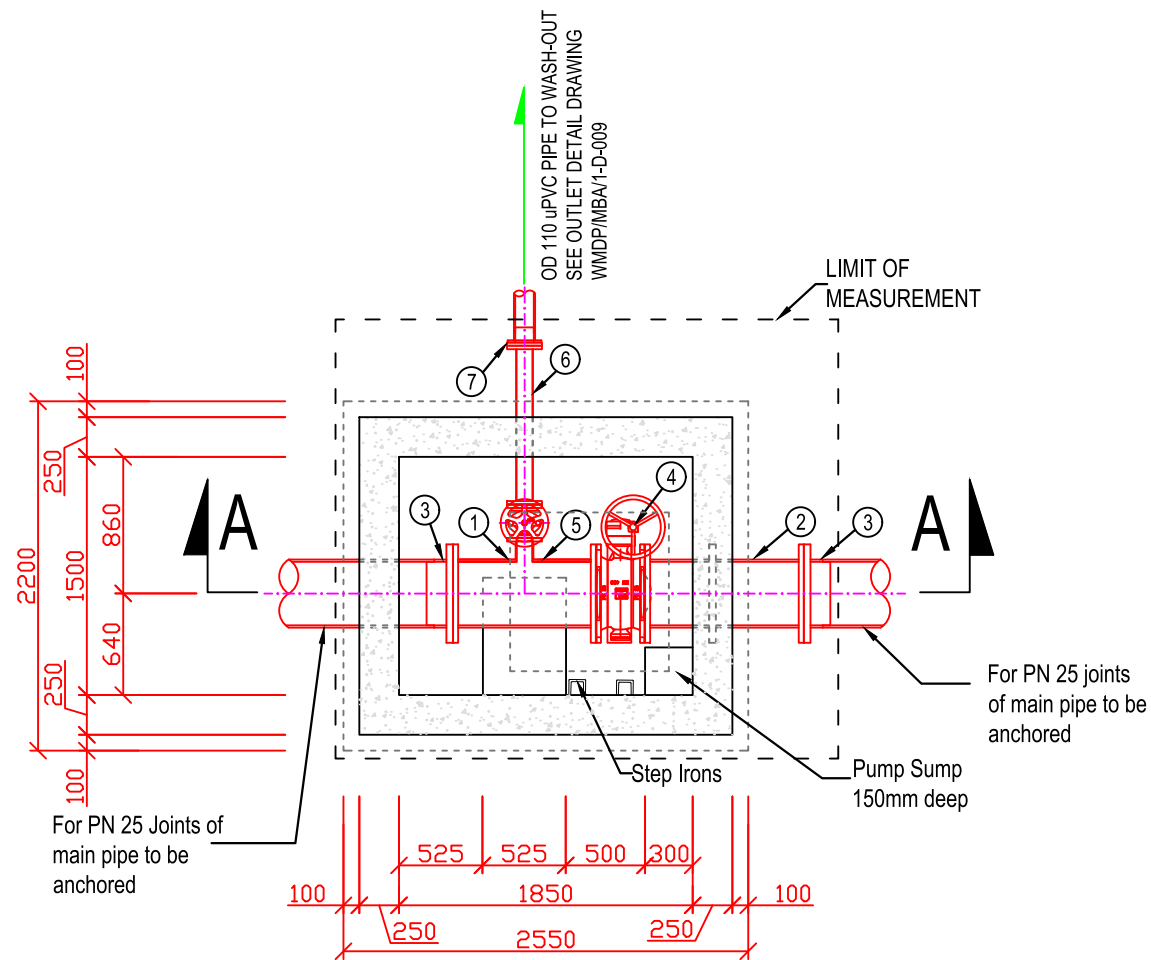 OD 110 uPVC PIPE TO WASH-OUT
SEE OUTLET DETAIL DRAWING
WMDP/MBA/1-D-009
LIMIT OF
MEASUREMENT
7
6
100
250
860
2200
1500
640
250
100
A
A
3
1
5
4
2
3
For PN 25 joints
of main pipe to be
anchored
Step Irons
Pump Sump
150mm deep
For PN 25 Joints of
main pipe to be
anchored
525
525
500
300
100
1850
100
250
250
2550